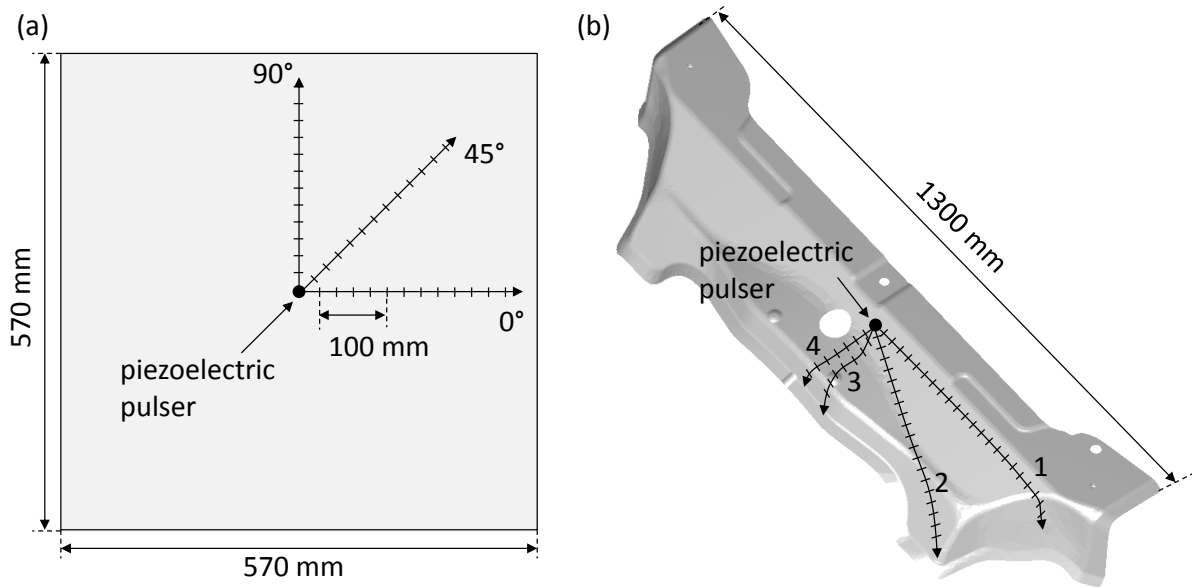 (a)
90°
45°
0°
100 mm
piezoelectric
pulser
570 mm
570 mm
(b)
1300 mm
piezoelectric
pulser
4
3
2
1